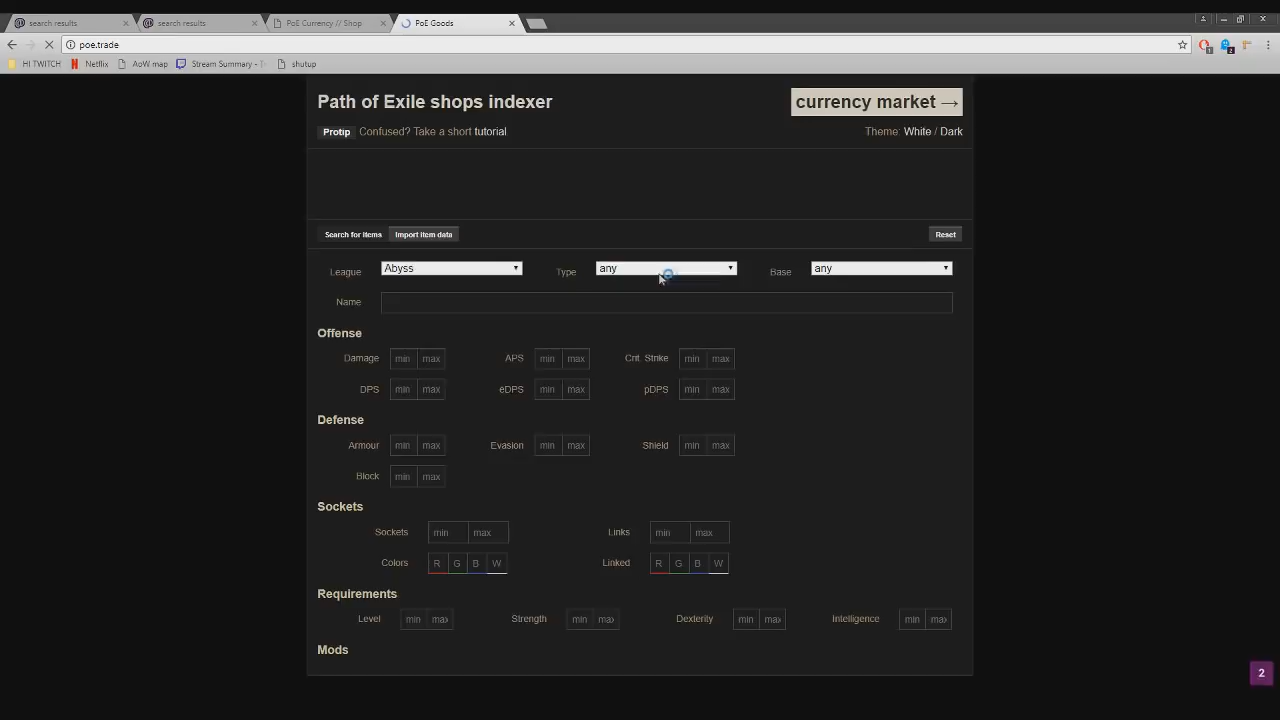 search results
search results
PoE Currency // Shop
PoE Goods
poe.trade
HI TWITCH
Netflix
AoW map
Stream Summary - T
shutup
Path of Exile shops indexer
currency market →
Protip Confused? Take a short tutorial
Theme: White / Dark
Search for items Import item data Reset
League Abyss Type any Base any
Name
Offense
Damage min max APS min max Crit. Strike min max
DPS min max eDPS min max pDPS min max
Defense
Armour min max Evasion min max Shield min max
Block min max
Sockets
Sockets min max Links min max
Colors R G B W Linked R G B W
Requirements
Level min max Strength min max Dexterity min max Intelligence min max
Mods
2